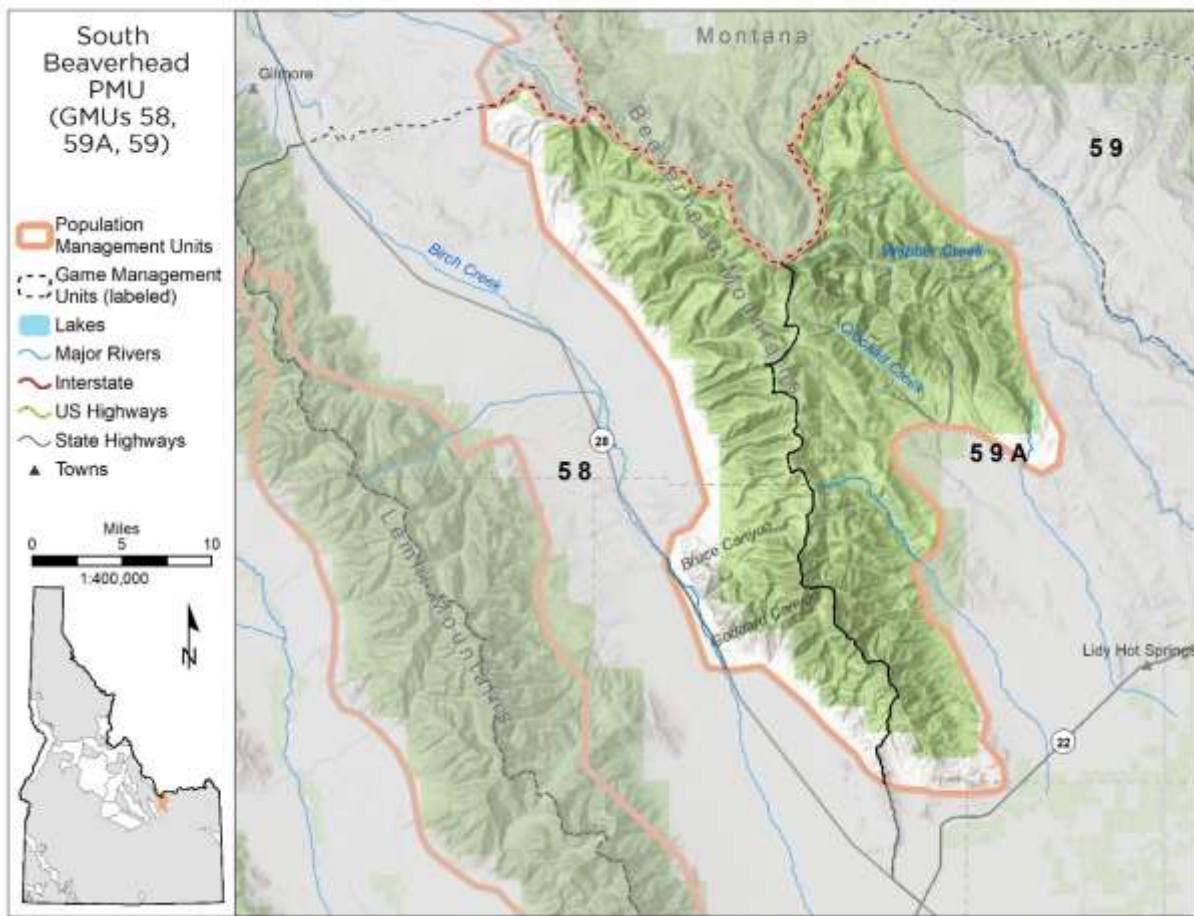 South
Beaverhead
PMU
(GMUs 58,
59A, 59)
Population
Management Units
Game Management
Units (labeled)
Lakes
Major Rivers
Interstate
US Highways
State Highways
Towns
Miles
0 5 10
1:400,000
N
Montana
Gilmore
Beaverhead Mountains
59
Birch Creek
Webber Creek
Crooked Creek
28
58
59A
Lemhi Mountains
Bruce Canyon
Goddard Canyon
Lidy Hot Springs
22